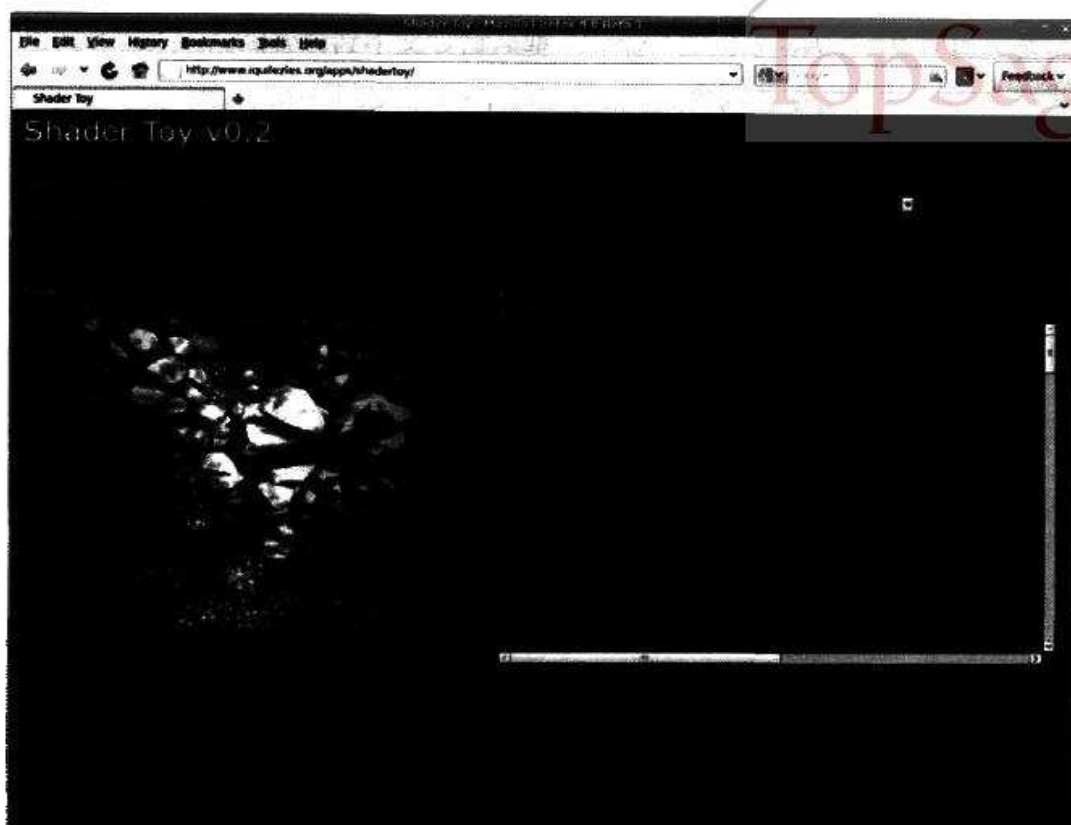 File Edit View History Bookmarks Tools Help
http://www.iquilezles.org/apps/shadertoy/
Feedback
Shader Toy
Shader Toy v0.2
TopSag